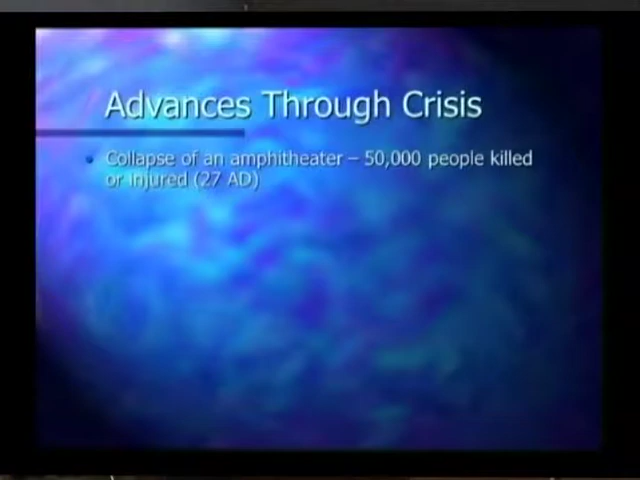 Advances Through Crisis
• Collapse of an amphitheater – 50,000 people killed
or injured (27 AD)